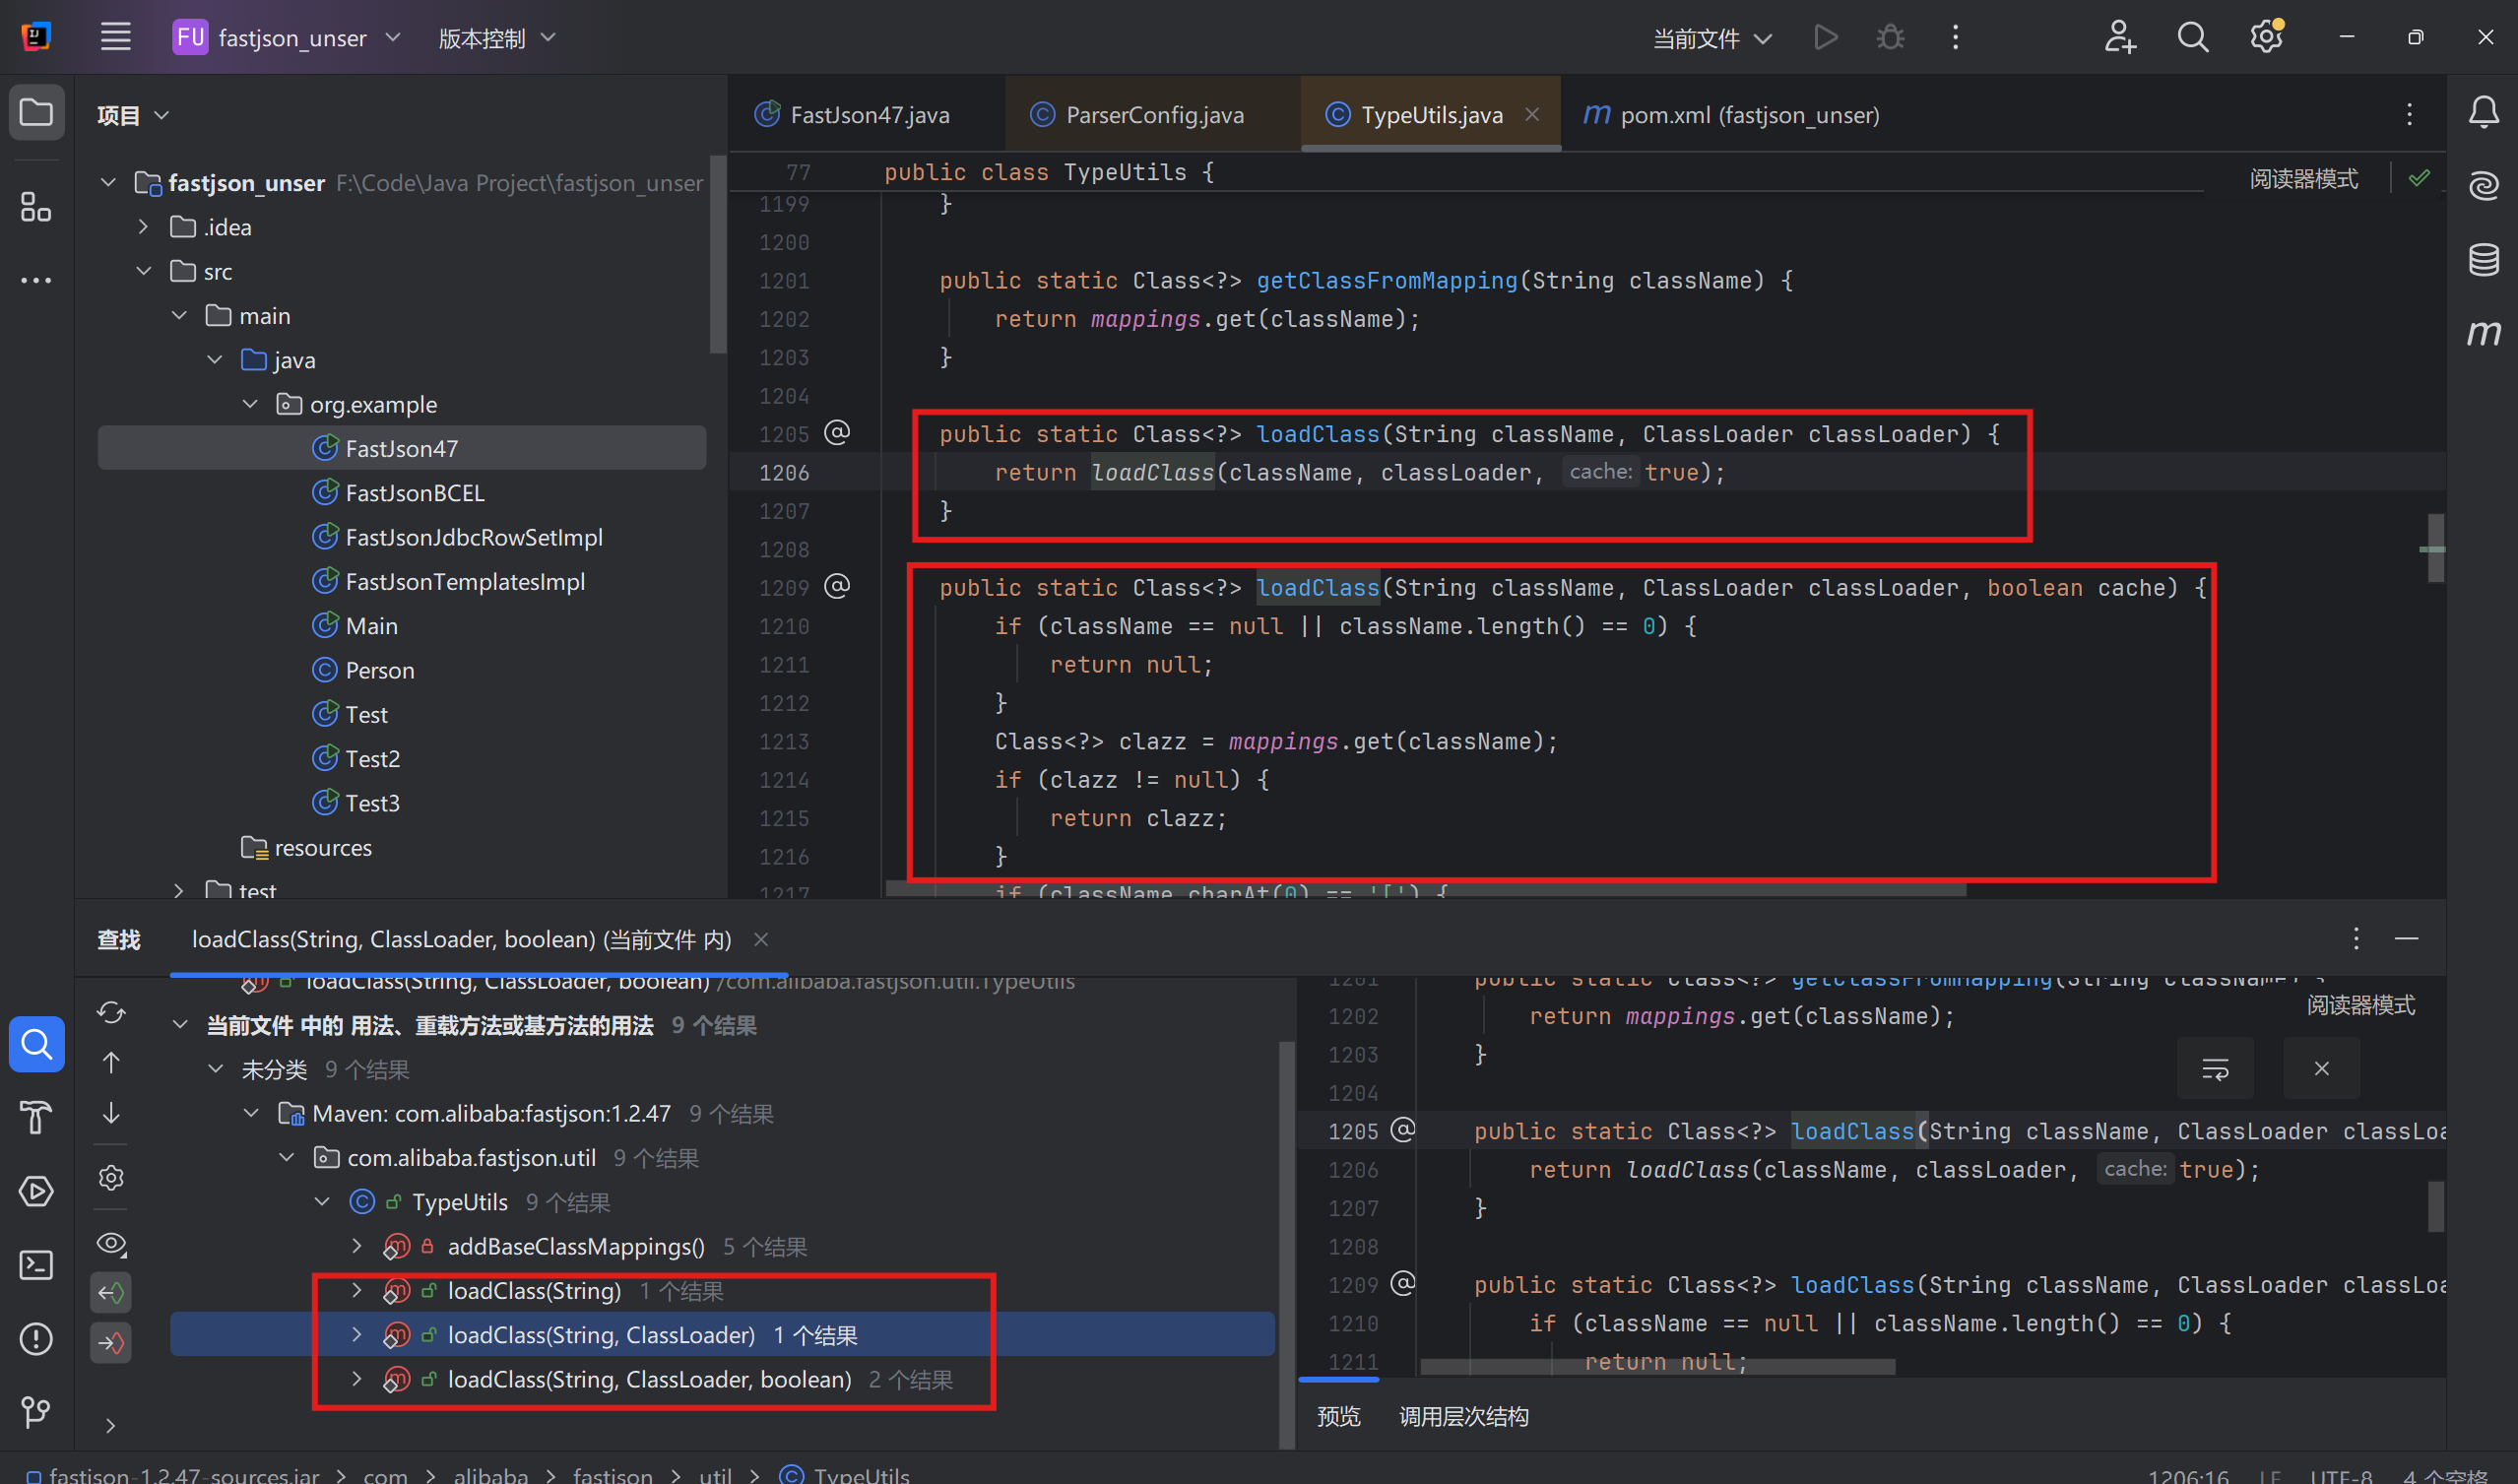 FU fastjson_unser 版本控制 当前文件
项目
fastjson_unser F:\Code\Java Project\fastjson_unser
.idea
src
main
java
org.example
FastJson47
FastJsonBCEL
FastJsonJdbcRowSetImpl
FastJsonTemplatesImpl
Main
Person
Test
Test2
Test3
resources
test
FastJson47.java ParserConfig.java TypeUtils.java pom.xml (fastjson_unser)
阅读器模式
77 public class TypeUtils {
1199 }
1200
1201 public static Class<?> getClassFromMapping(String className) {
1202 return mappings.get(className);
1203 }
1204
1205 public static Class<?> loadClass(String className, ClassLoader classLoader) {
1206 return loadClass(className, classLoader, cache: true);
1207 }
1208
1209 public static Class<?> loadClass(String className, ClassLoader classLoader, boolean cache) {
1210 if (className == null || className.length() == 0) {
1211 return null;
1212 }
1213 Class<?> clazz = mappings.get(className);
1214 if (clazz != null) {
1215 return clazz;
1216 }
1217 if (className.charAt(0) == '[') {
查找 loadClass(String, ClassLoader, boolean) (当前文件 内)
loadClass(String, ClassLoader, boolean) /com.alibaba.fastjson.util.TypeUtils
当前文件 中的 用法、重载方法或基方法的用法 9 个结果
未分类 9 个结果
Maven: com.alibaba:fastjson:1.2.47 9 个结果
com.alibaba.fastjson.util 9 个结果
TypeUtils 9 个结果
addBaseClassMappings() 5 个结果
loadClass(String) 1 个结果
loadClass(String, ClassLoader) 1 个结果
loadClass(String, ClassLoader, boolean) 2 个结果
1201 public static Class<?> getClassFromMapping(String className) {
阅读器模式
1202 return mappings.get(className);
1203 }
1204
1205 public static Class<?> loadClass(String className, ClassLoader classLoa
1206 return loadClass(className, classLoader, cache: true);
1207 }
1208
1209 public static Class<?> loadClass(String className, ClassLoader classLoa
1210 if (className == null || className.length() == 0) {
1211 return null;
预览 调用层次结构
fastjson-1.2.47-sources.jar > com > alibaba > fastjson > util > TypeUtils
1206:16 LF UTF-8 4 个空格